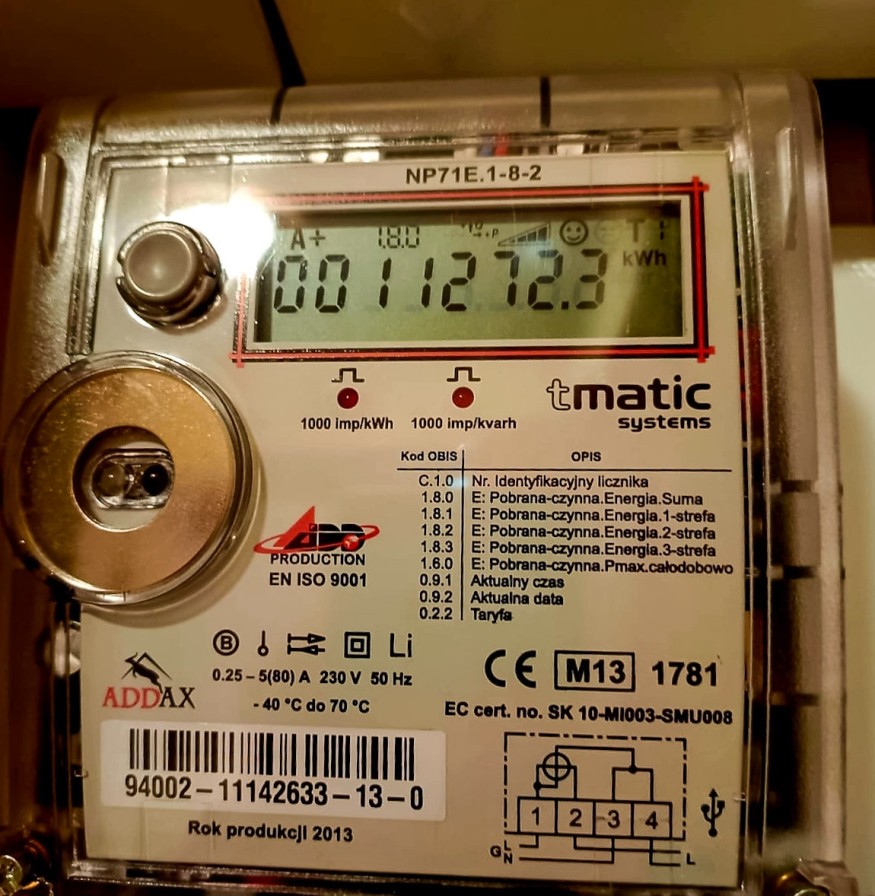 NP71E.1-8-2
A+ 1.8.0 T1
0011272.3 kWh
1000 imp/kWh 1000 imp/kvarh
tmatic
systems
Kod OBIS OPIS
C.1.0 Nr. Identyfikacyjny licznika
1.8.0 E: Pobrana-czynna.Energia.Suma
1.8.1 E: Pobrana-czynna.Energia.1-strefa
1.8.2 E: Pobrana-czynna.Energia.2-strefa
1.8.3 E: Pobrana-czynna.Energia.3-strefa
1.6.0 E: Pobrana-czynna.Pmax.całodobowo
0.9.1 Aktualny czas
0.9.2 Aktualna data
0.2.2 Taryfa
ADD
PRODUCTION
EN ISO 9001
B Li
0.25 – 5(80) A 230 V 50 Hz
- 40 °C do 70 °C
ADDAX
CE M13 1781
EC cert. no. SK 10-MI003-SMU008
94002–11142633–13–0
Rok produkcji 2013
1 2 3 4
G L N L